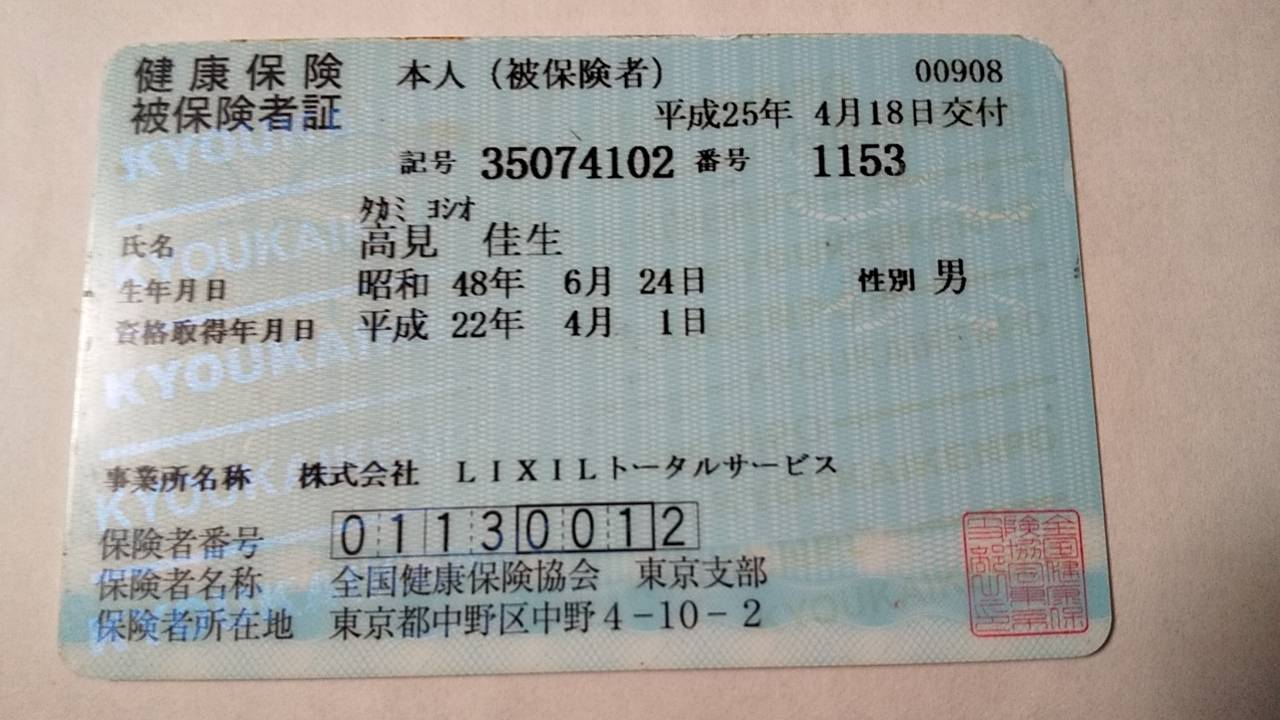 健康保険 本人（被保険者） 00908
被保険者証 平成25年 4月18日交付
記号 35074102 番号 1153
タカミ ヨシオ
氏名 高見 佳生
生年月日 昭和 48年 6月 24日 性別 男
資格取得年月日 平成 22年 4月 1日
事業所名称 株式会社 ＬＩＸＩＬトータルサービス
保険者番号 01130012
保険者名称 全国健康保険協会 東京支部
保険者所在地 東京都中野区中野4－10－2
KYOUKAI
KYOUKAI